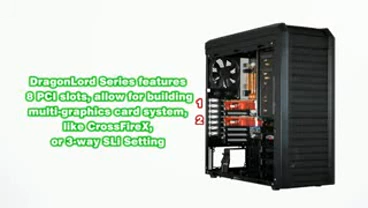 DragonLord Series features
8 PCI slots, allow for building
multi-graphics card system,
like CrossFireX,
or 3-way SLI Setting
1
2